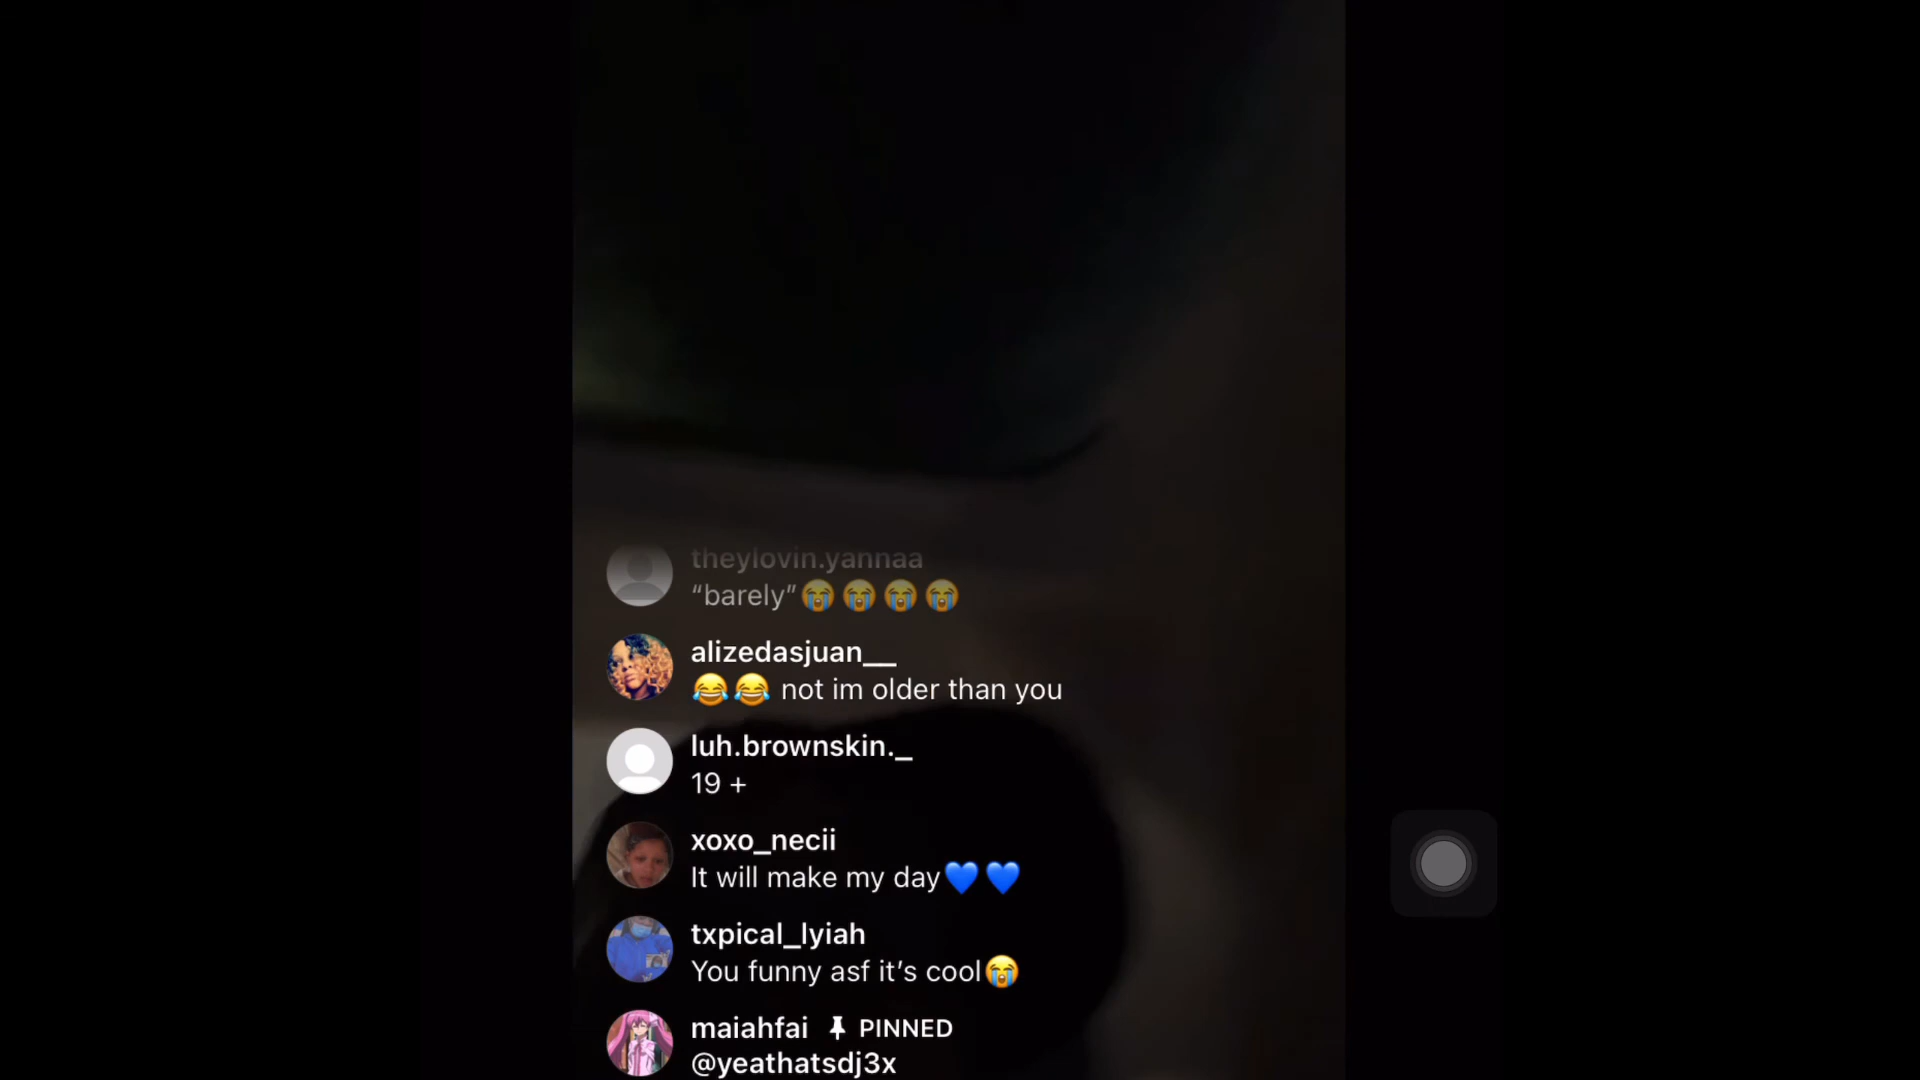 theylovin.yannaa
“barely”😭😭😭😭
alizedasjuan__
😂😂 not im older than you
luh.brownskin._
19 +
xoxo_necii
It will make my day💙💙
txpical_lyiah
You funny asf it’s cool😭
maiahfai PINNED
@yeathatsdj3x